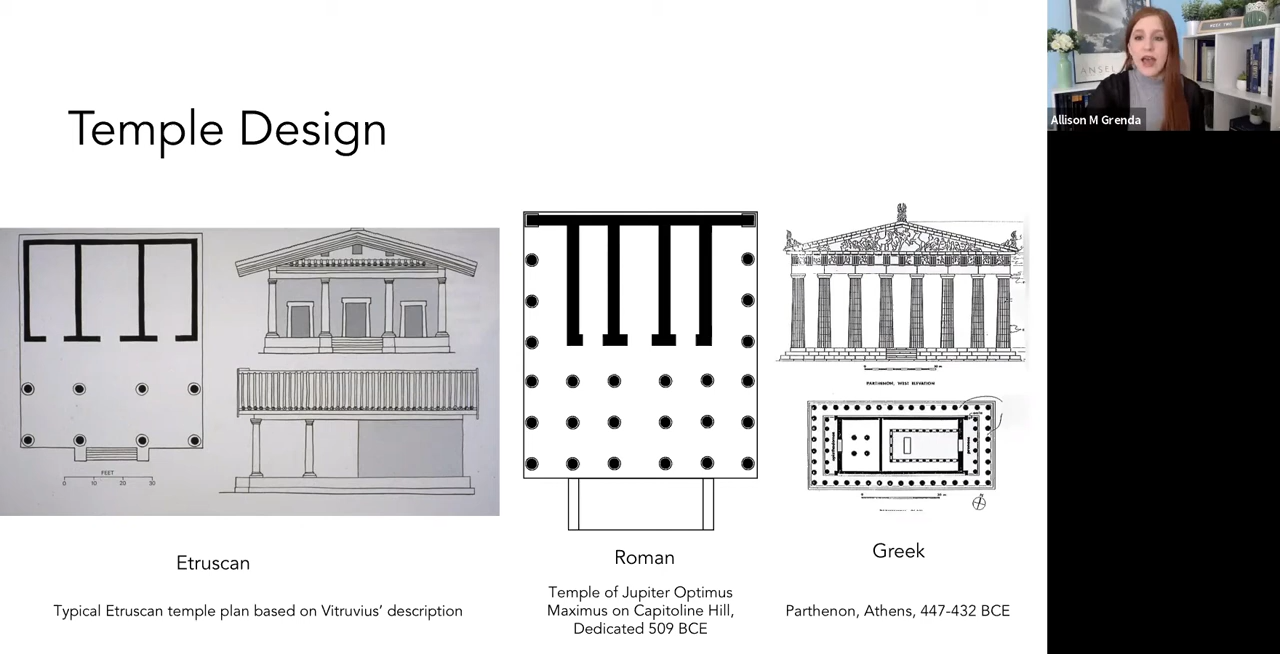 Temple Design
FEET
0 10 20 30
Etruscan
Typical Etruscan temple plan based on Vitruvius’ description
Roman
Temple of Jupiter Optimus
Maximus on Capitoline Hill,
Dedicated 509 BCE
PARTHENON, WEST ELEVATION
Greek
Parthenon, Athens, 447-432 BCE
ANSEL
Allison M Grenda